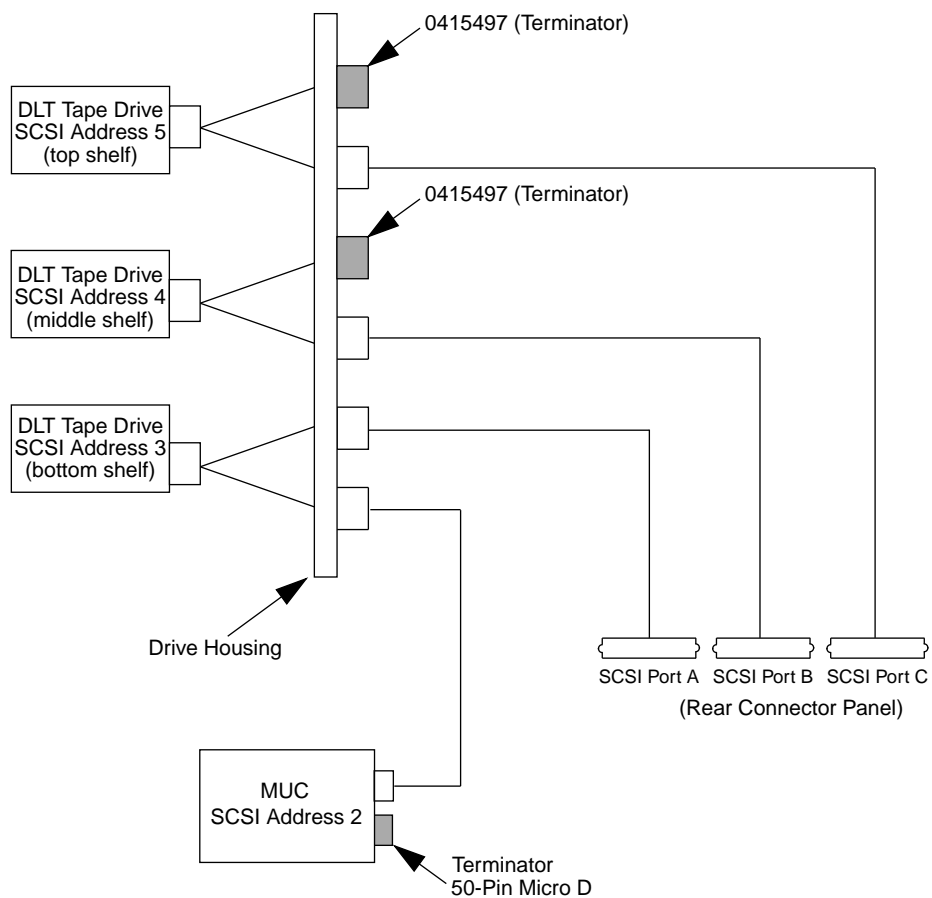 0415497 (Terminator)
DLT Tape Drive
SCSI Address 5
(top shelf)
0415497 (Terminator)
DLT Tape Drive
SCSI Address 4
(middle shelf)
DLT Tape Drive
SCSI Address 3
(bottom shelf)
Drive Housing
SCSI Port A
SCSI Port B
SCSI Port C
(Rear Connector Panel)
MUC
SCSI Address 2
Terminator
50-Pin Micro D